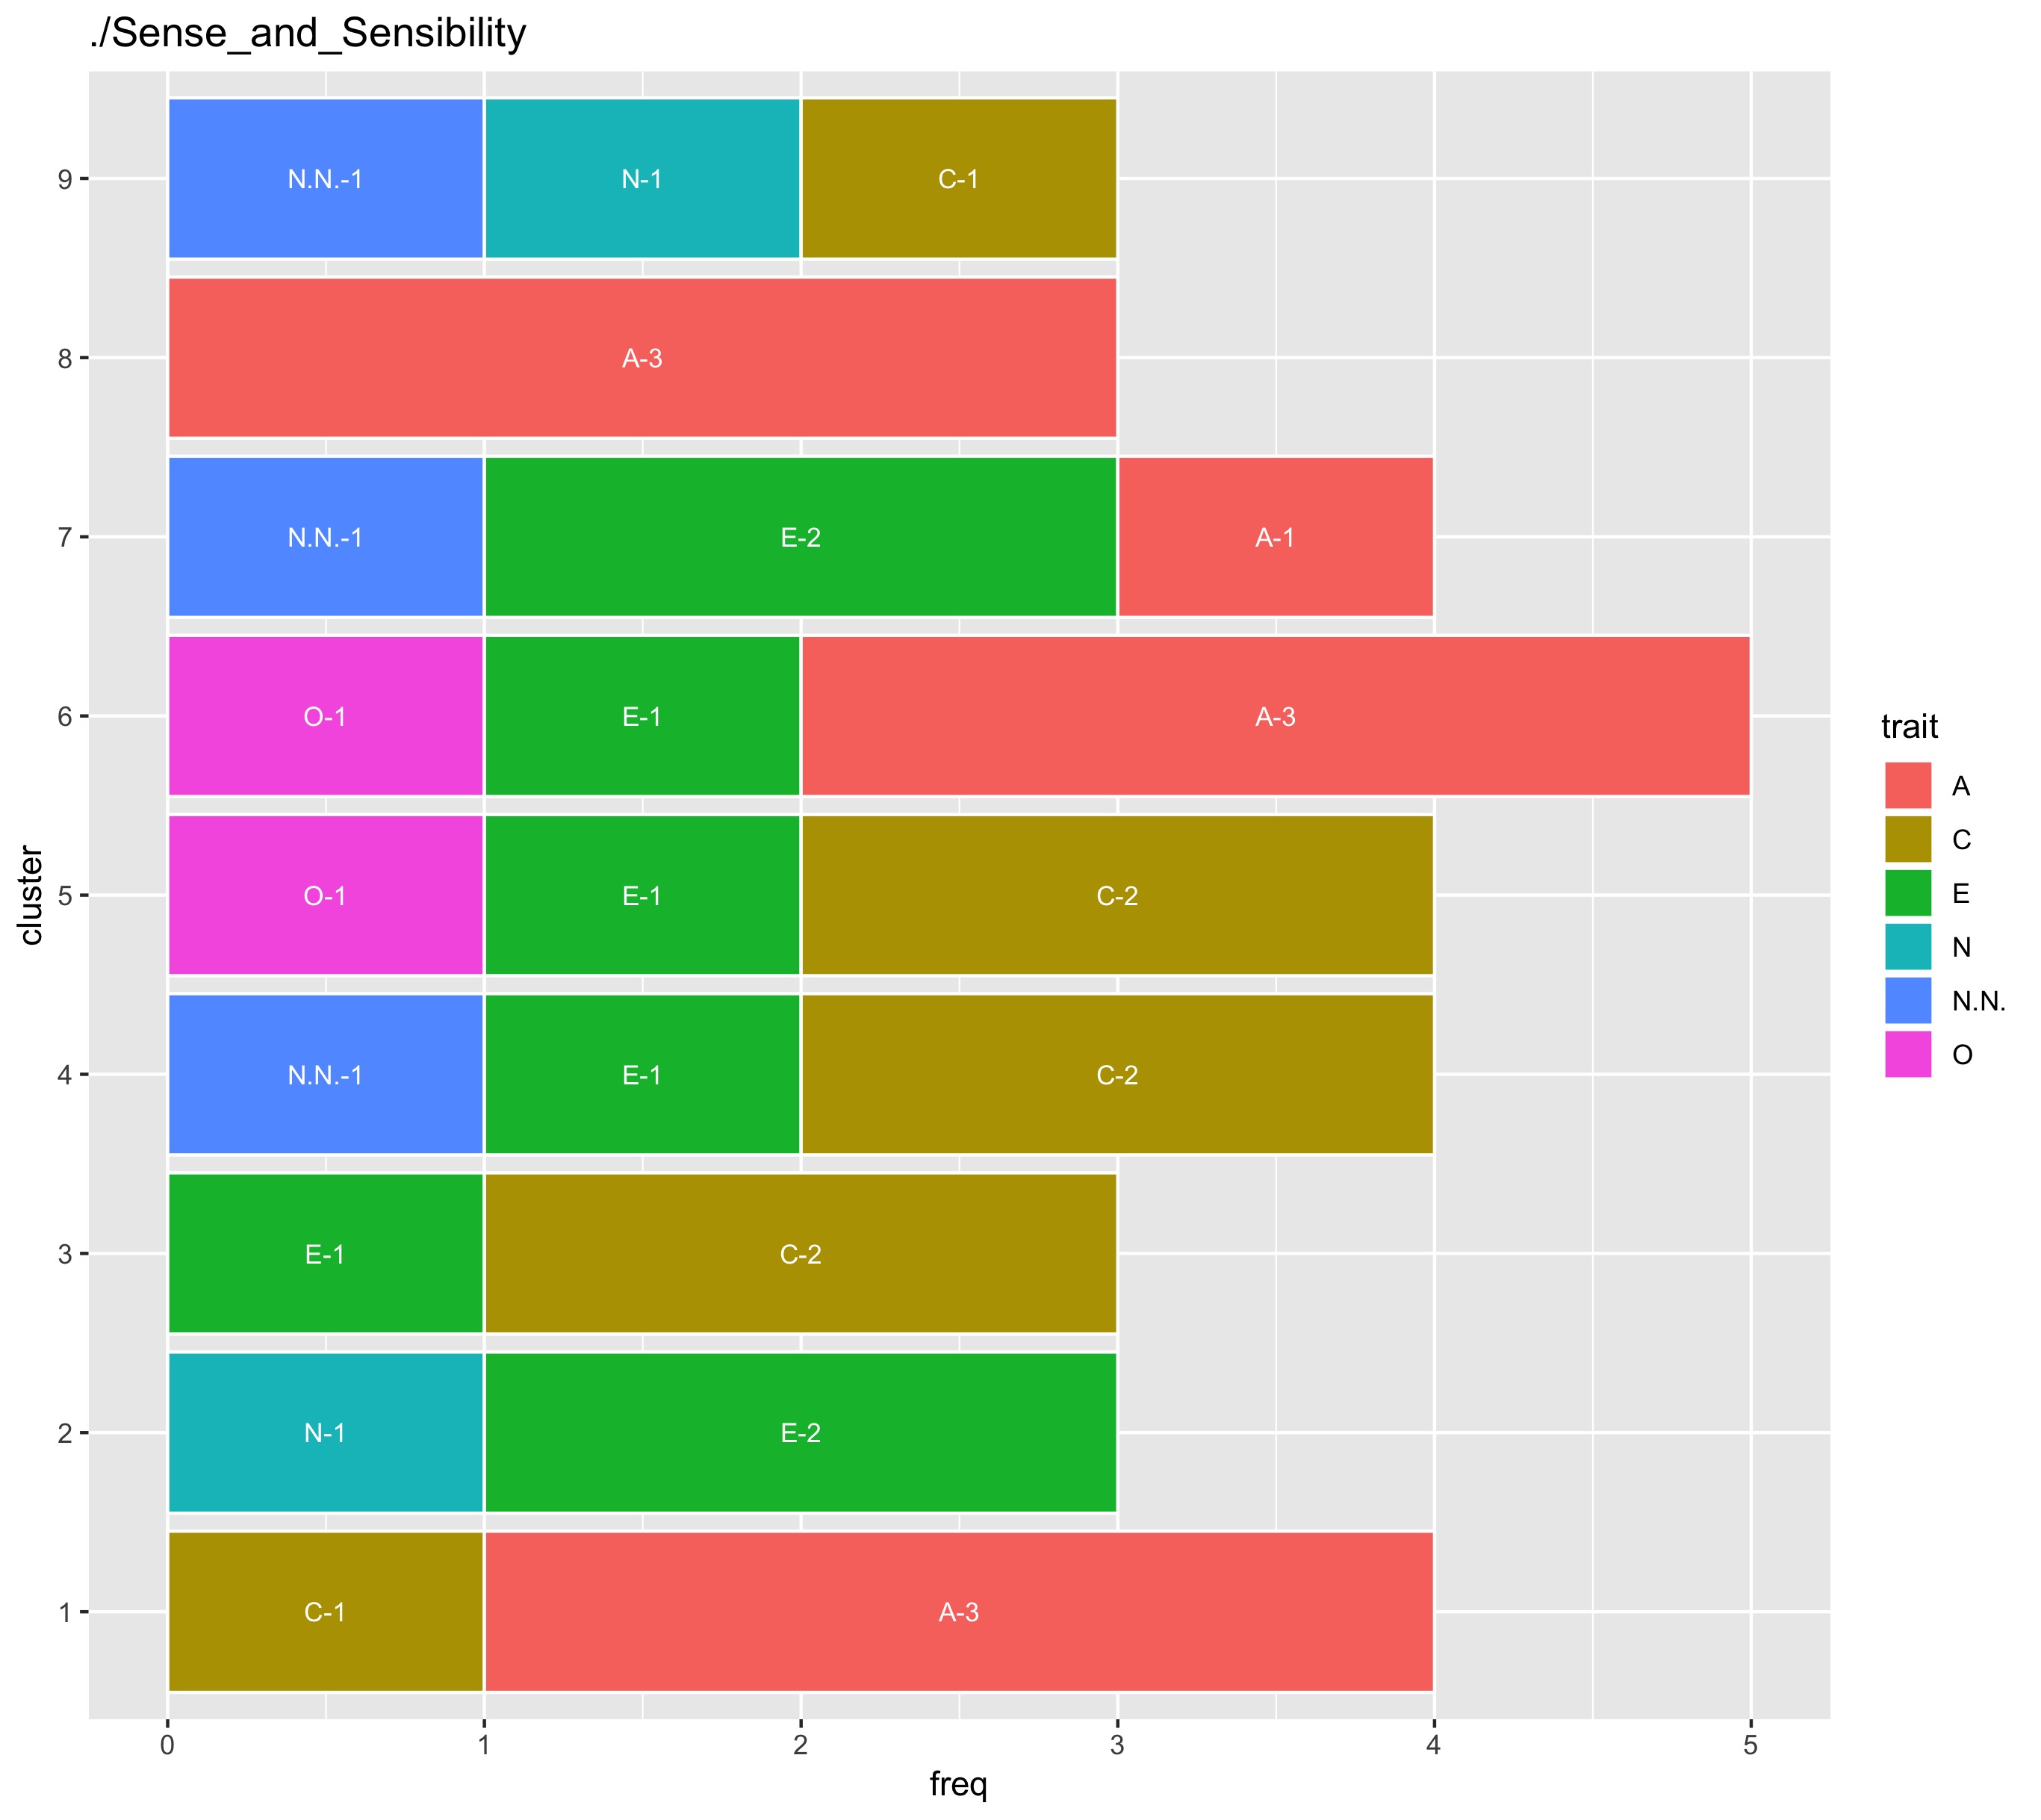 ./Sense_and_Sensibility
9
N.N.-1 N-1 C-1
8
A-3
7
N.N.-1 E-2 A-1
6
O-1 E-1 A-3
5
O-1 E-1 C-2
4
N.N.-1 E-1 C-2
3
E-1 C-2
2
N-1 E-2
1
C-1 A-3
cluster
0 1 2 3 4 5
freq
trait
A
C
E
N
N.N.
O